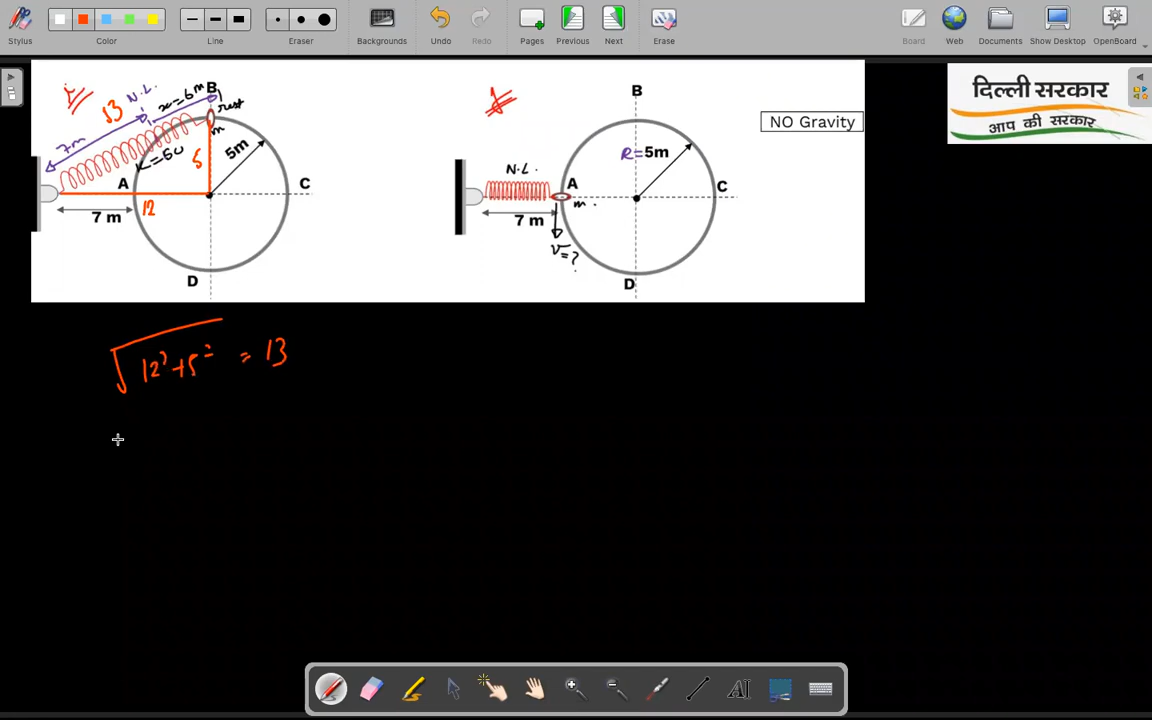 Stylus
Color
Line
Eraser
Backgrounds
Undo
Redo
Pages
Previous
Next
Erase
Board
Web
Documents
Show Desktop
OpenBoard
दिल्ली सरकार
आप की सरकार
NO Gravity
i
13
N.L.
x=6m
B
rest
7m
m
K=60
5
5m
A
C
12
7 m
D
f
B
R=5m
N.L.
A
C
m
7 m
v=?
D
√12²+5² = 13